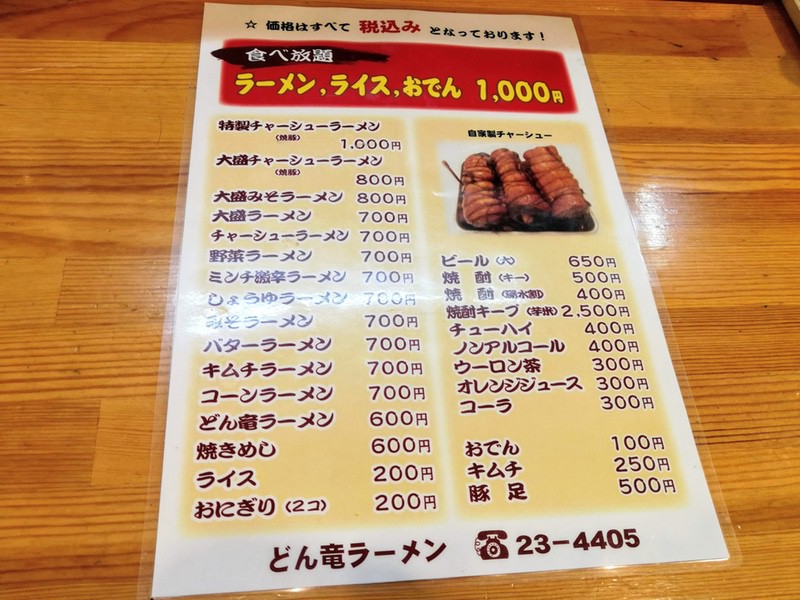 ☆ 価格はすべて 税込み となっております！
食べ放題
ラーメン,ライス,おでん 1,000円
特製チャーシューラーメン
(焼豚) 1,000円
大盛チャーシューラーメン
(焼豚) 800円
大盛みそラーメン 800円
大盛ラーメン 700円
チャーシューラーメン 700円
野菜ラーメン 700円
ミンチ激辛ラーメン 700円
しょうゆラーメン 700円
みそラーメン 700円
バターラーメン 700円
キムチラーメン 700円
コーンラーメン 700円
どん竜ラーメン 600円
焼きめし 600円
ライス 200円
おにぎり(2コ) 200円
自家製チャーシュー
ビール(大) 650円
焼 酎(キー) 500円
焼 酎(湯水割) 400円
焼酎キープ(芋米) 2,500円
チューハイ 400円
ノンアルコール 400円
ウーロン茶 300円
オレンジジュース 300円
コーラ 300円
おでん 100円
キムチ 250円
豚 足 500円
どん竜ラーメン ☎ 23-4405